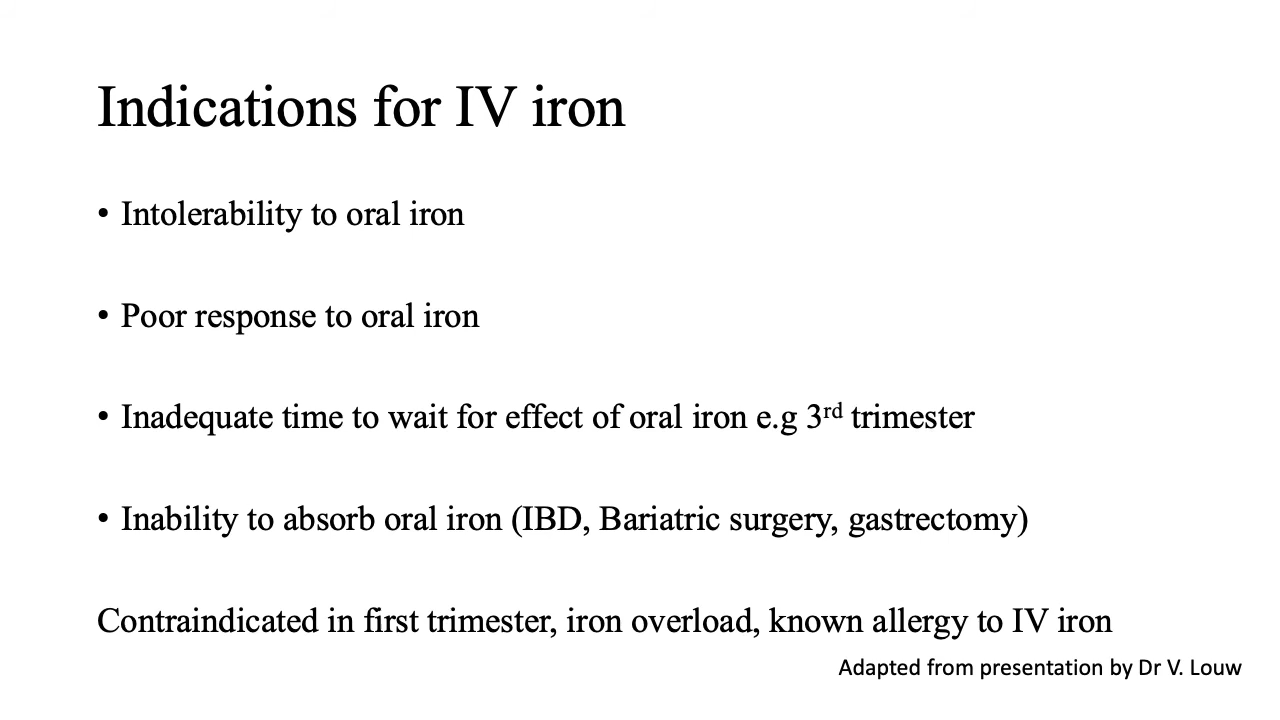 Indications for IV iron
• Intolerability to oral iron
• Poor response to oral iron
• Inadequate time to wait for effect of oral iron e.g 3rd trimester
• Inability to absorb oral iron (IBD, Bariatric surgery, gastrectomy)
Contraindicated in first trimester, iron overload, known allergy to IV iron
Adapted from presentation by Dr V. Louw